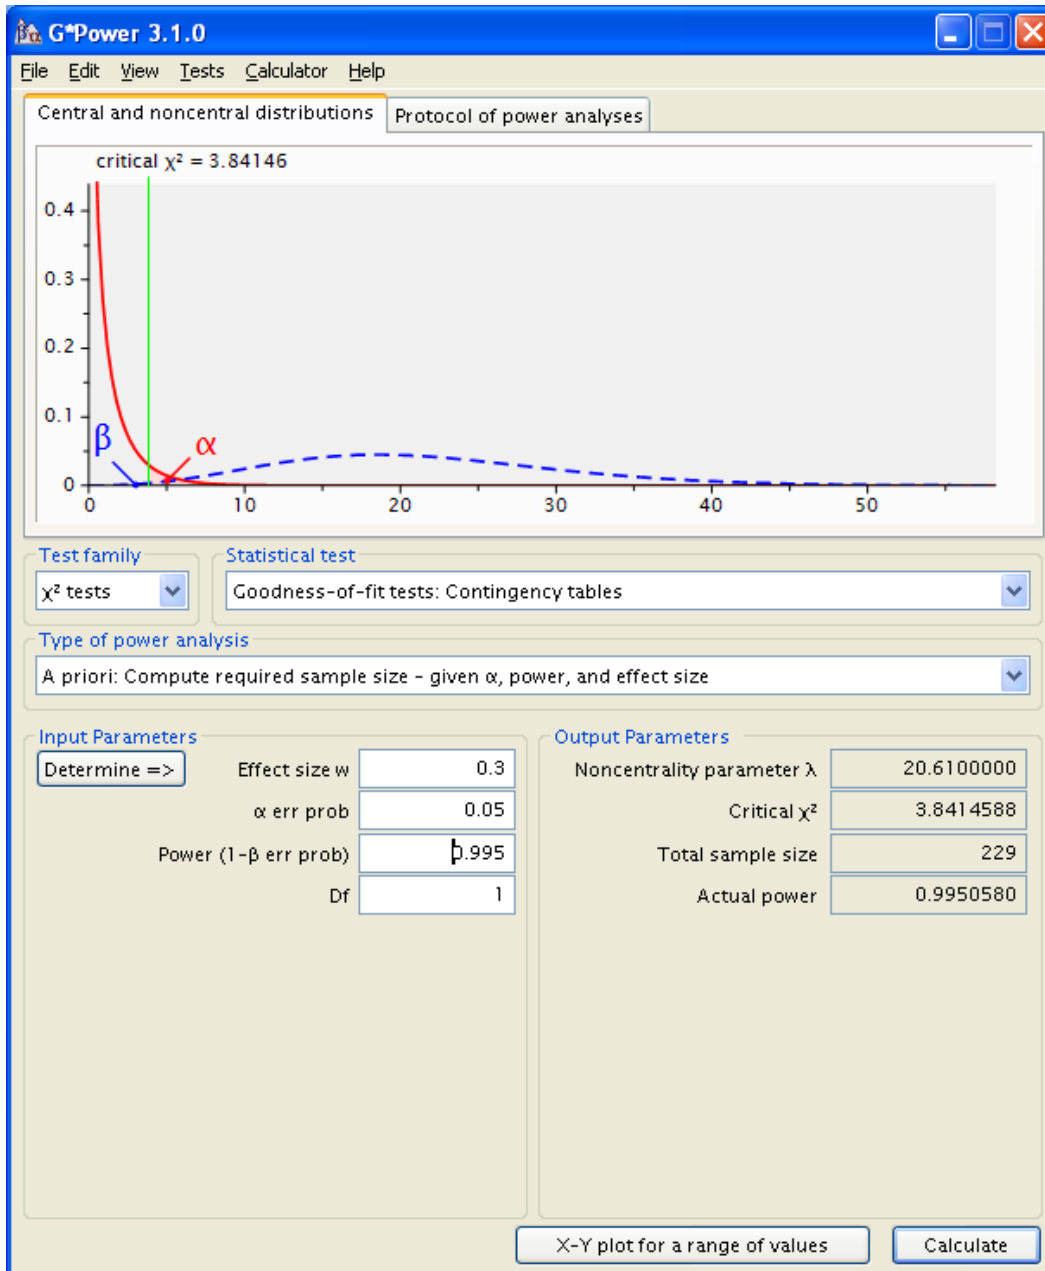 G*Power 3.1.0
File Edit View Tests Calculator Help
Central and noncentral distributions Protocol of power analyses
critical χ² = 3.84146
0.4
0.3
0.2
0.1
β α
0
0 10 20 30 40 50
Test family Statistical test
χ² tests Goodness-of-fit tests: Contingency tables
Type of power analysis
A priori: Compute required sample size - given α, power, and effect size
Input Parameters Output Parameters
Determine => Effect size w 0.3 Noncentrality parameter λ 20.6100000
α err prob 0.05 Critical χ² 3.8414588
Power (1-β err prob) 0.995 Total sample size 229
Df 1 Actual power 0.9950580
X-Y plot for a range of values Calculate